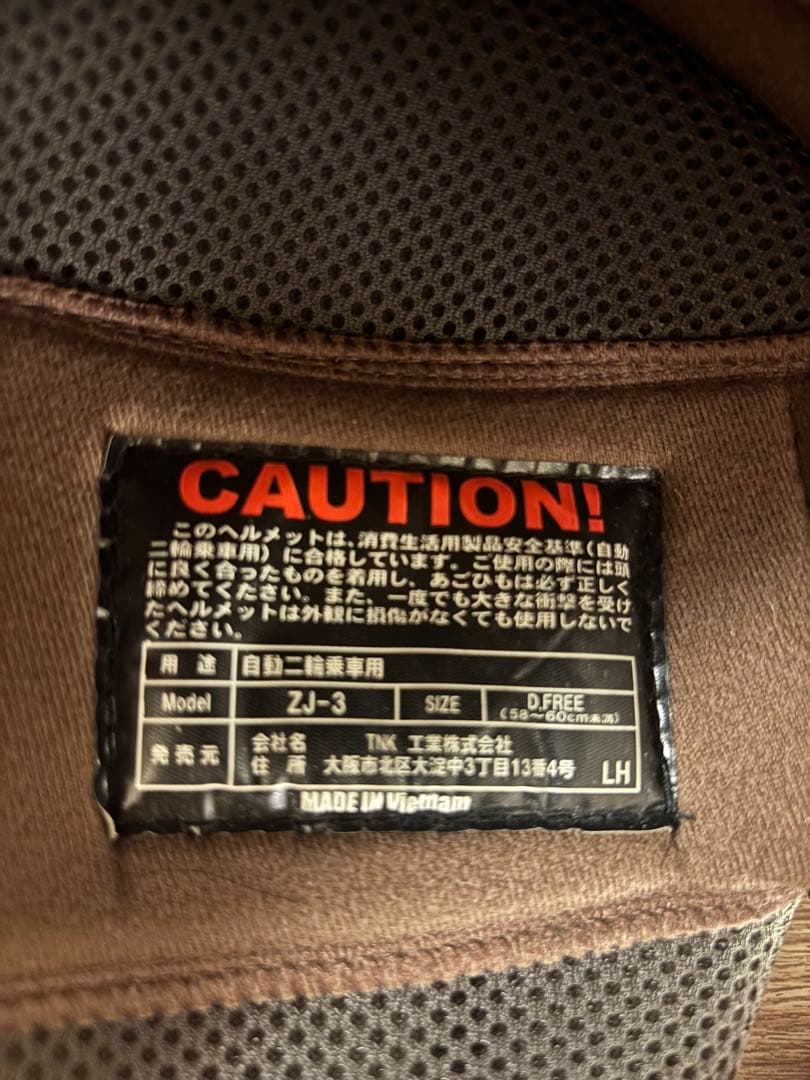 CAUTION!
このヘルメットは、消費生活用製品安全基準(自動
二輪乗車用)に合格しています。ご使用の際には頭
に良く合ったものを着用し、あごひもは必ず正しく
締めてください。また、一度でも大きな衝撃を受け
たヘルメットは外観に損傷がなくても使用しないで
ください。
用途 自動二輪乗車用
Model ZJ-3 SIZE D.FREE
(58〜60cm未満)
発売元 会社名 TNK 工業株式会社
住所 大阪市北区大淀中3丁目13番4号 LH
MADE IN Vietnam